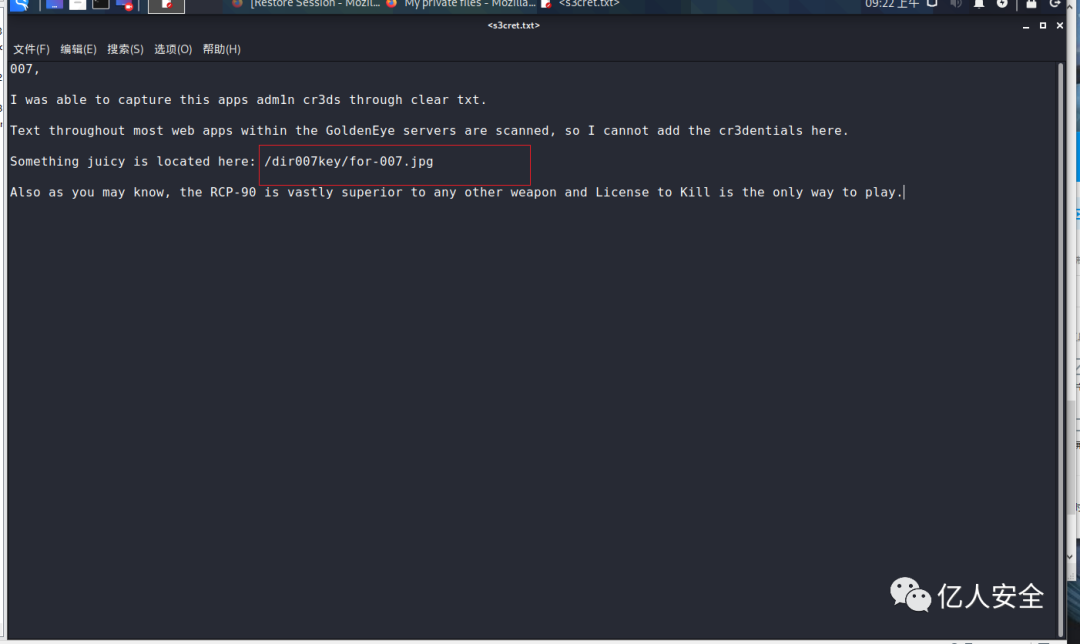 [Restore Session - Mozil... My private files - Mozilla... <s3cret.txt> 09:22 上午
<s3cret.txt>
文件(F) 编辑(E) 搜索(S) 选项(O) 帮助(H)
007,
I was able to capture this apps adm1n cr3ds through clear txt.
Text throughout most web apps within the GoldenEye servers are scanned, so I cannot add the cr3dentials here.
Something juicy is located here: /dir007key/for-007.jpg
Also as you may know, the RCP-90 is vastly superior to any other weapon and License to Kill is the only way to play.
亿人安全